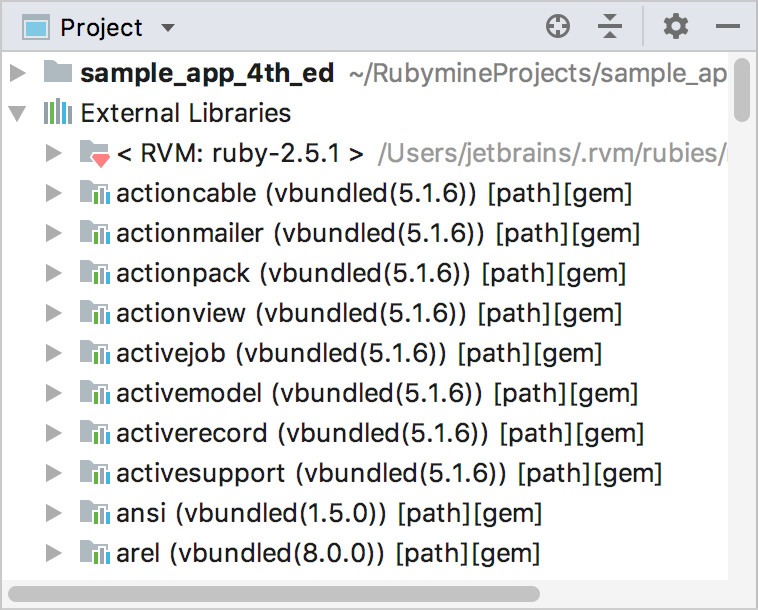 Project
sample_app_4th_ed ~/RubymineProjects/sample_ap
External Libraries
< RVM: ruby-2.5.1 > /Users/jetbrains/.rvm/rubies/
actioncable (vbundled(5.1.6)) [path][gem]
actionmailer (vbundled(5.1.6)) [path][gem]
actionpack (vbundled(5.1.6)) [path][gem]
actionview (vbundled(5.1.6)) [path][gem]
activejob (vbundled(5.1.6)) [path][gem]
activemodel (vbundled(5.1.6)) [path][gem]
activerecord (vbundled(5.1.6)) [path][gem]
activesupport (vbundled(5.1.6)) [path][gem]
ansi (vbundled(1.5.0)) [path][gem]
arel (vbundled(8.0.0)) [path][gem]